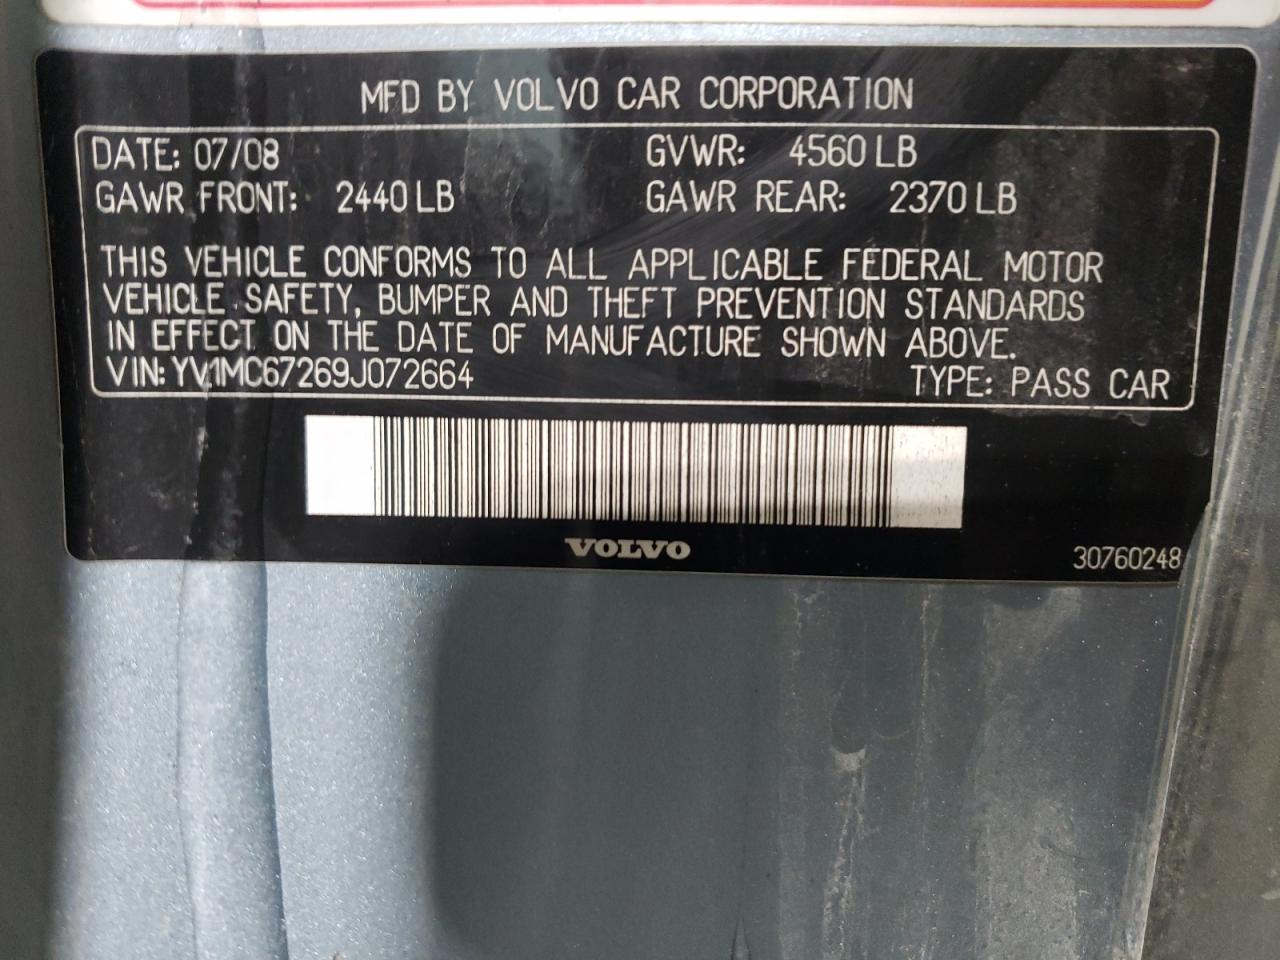 MFD BY VOLVO CAR CORPORATION
DATE: 07/08 GVWR: 4560 LB
GAWR FRONT: 2440 LB GAWR REAR: 2370 LB
THIS VEHICLE CONFORMS TO ALL APPLICABLE FEDERAL MOTOR
VEHICLE SAFETY, BUMPER AND THEFT PREVENTION STANDARDS
IN EFFECT ON THE DATE OF MANUFACTURE SHOWN ABOVE.
VIN: YV1MC67269J072664 TYPE: PASS CAR
VOLVO
30760248